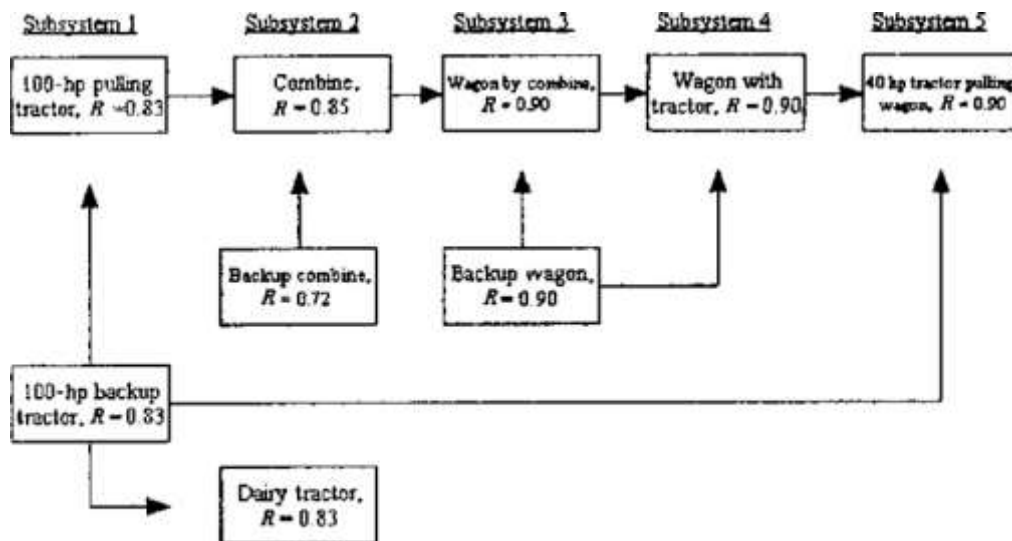 Subsystem 1
Subsystem 2
Subsystem 3
Subsystem 4
Subsystem 5
100-hp pulling
tractor, R = 0.83
Combine,
R = 0.85
Wagon by combine,
R = 0.90
Wagon with
tractor, R = 0.90
40 hp tractor pulling
wagon, R = 0.90
Backup combine,
R = 0.72
Backup wagon,
R = 0.90
100-hp backup
tractor, R = 0.83
Dairy tractor,
R = 0.83